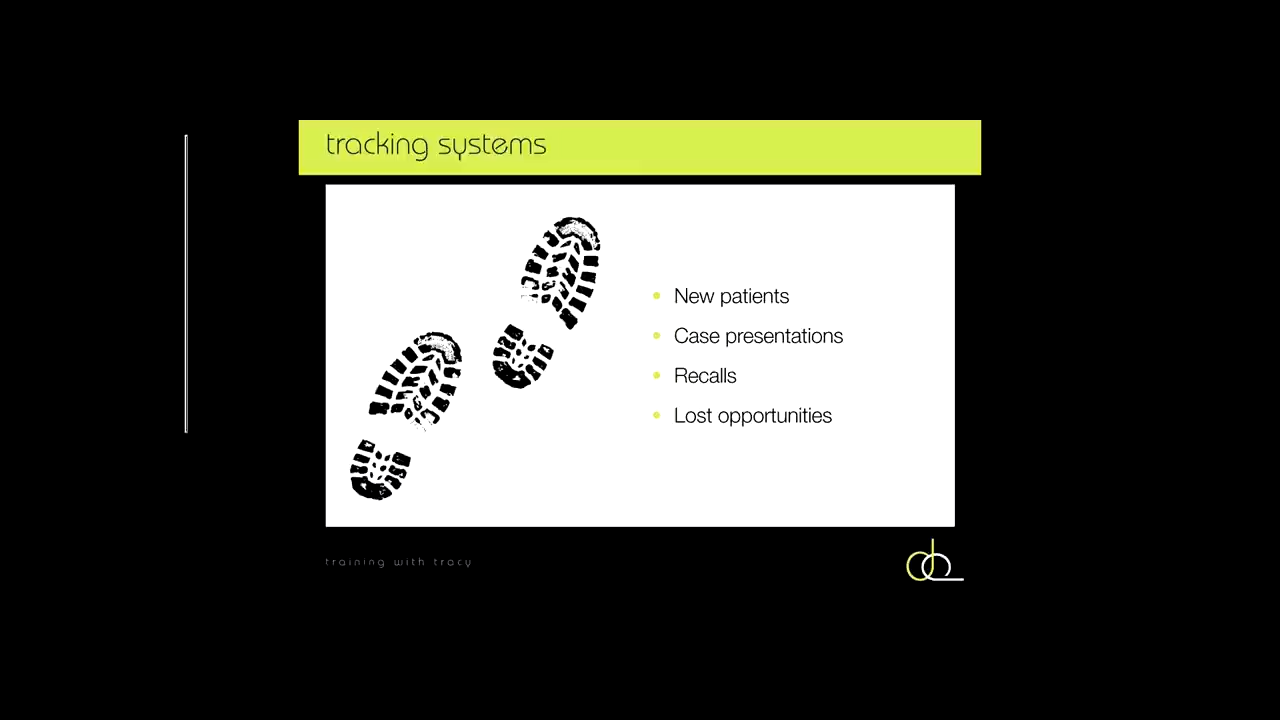 tracking systems
New patients
Case presentations
Recalls
Lost opportunities
training with tracy